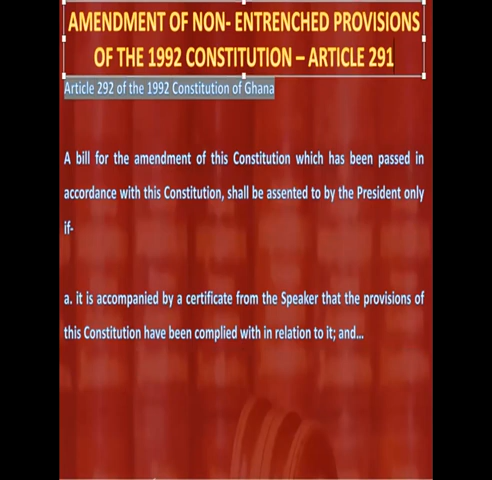 AMENDMENT OF NON- ENTRENCHED PROVISIONS
OF THE 1992 CONSTITUTION – ARTICLE 291
Article 292 of the 1992 Constitution of Ghana
A bill for the amendment of this Constitution which has been passed in
accordance with this Constitution, shall be assented to by the President only
if-
a. it is accompanied by a certificate from the Speaker that the provisions of
this Constitution have been complied with in relation to it; and...